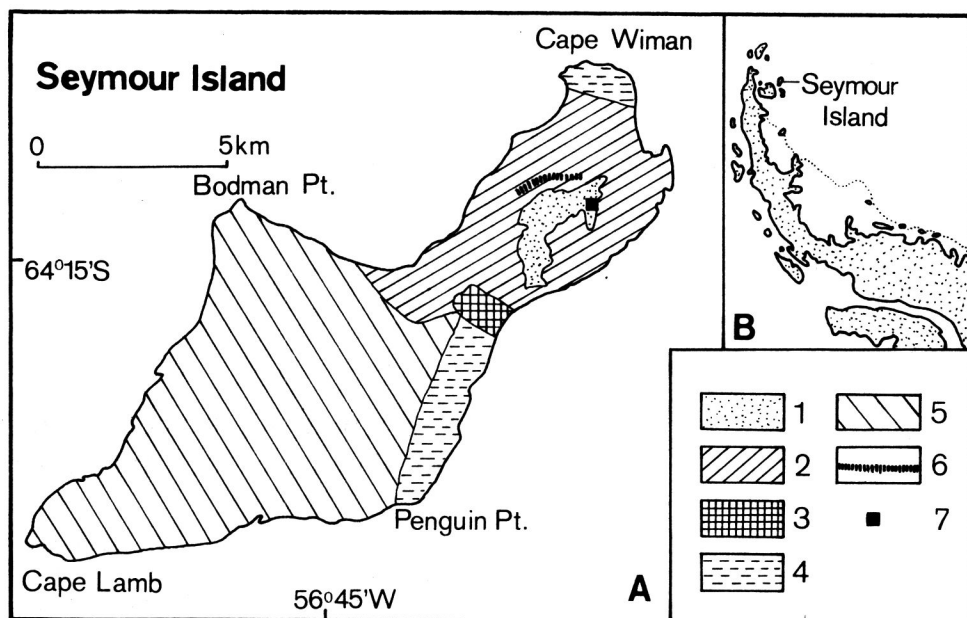 Cape Wiman
Seymour Island
0 5km
Bodman Pt.
64°15'S
Penguin Pt.
Cape Lamb
56°45'W
A
Seymour
Island
B
1
2
3
4
5
6
7